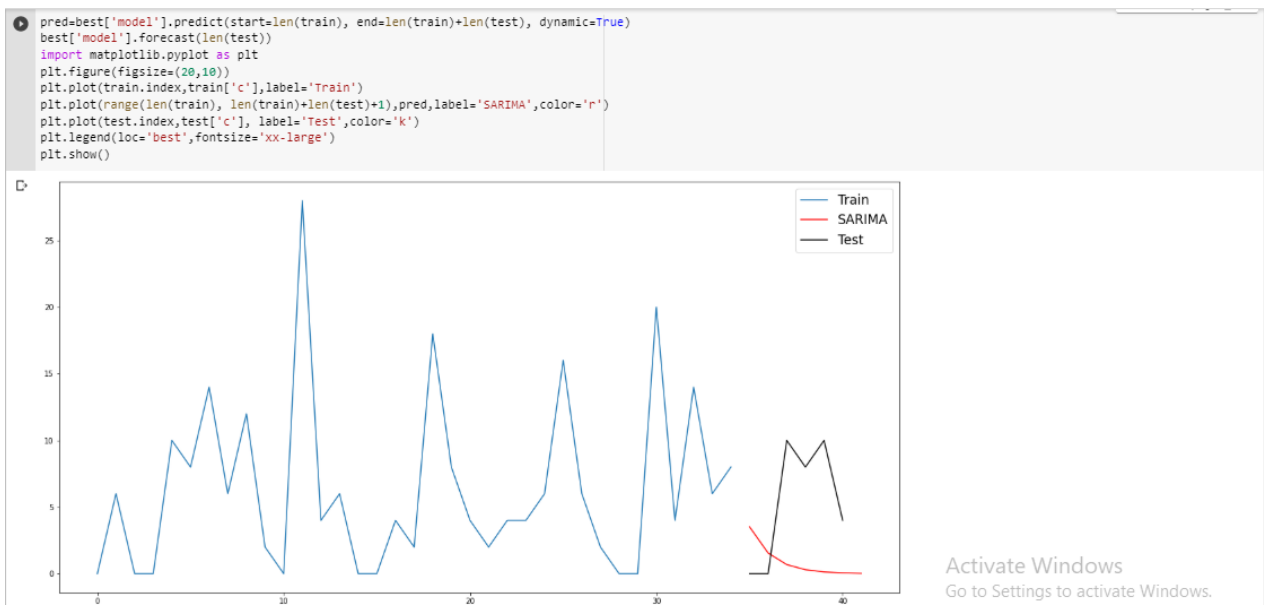 pred=best['model'].predict(start=len(train), end=len(train)+len(test), dynamic=True)
best['model'].forecast(len(test))
import matplotlib.pyplot as plt
plt.figure(figsize=(20,10))
plt.plot(train.index,train['c'],label='Train')
plt.plot(range(len(train), len(train)+len(test)+1),pred,label='SARIMA',color='r')
plt.plot(test.index,test['c'], label='Test',color='k')
plt.legend(loc='best',fontsize='xx-large')
plt.show()
Train
SARIMA
Test
25
20
15
10
5
0
0
10
20
30
40
Activate Windows
Go to Settings to activate Windows.